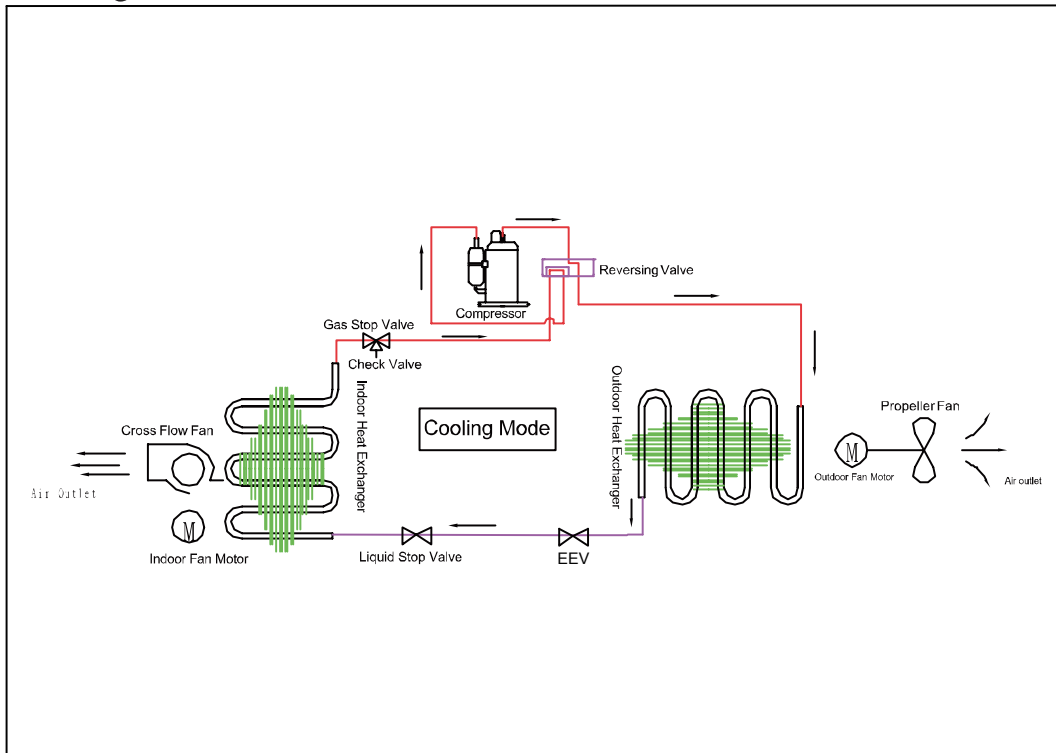 Reversing Valve
Compressor
Gas Stop Valve
Check Valve
Indoor Heat Exchanger
Outdoor Heat Exchanger
Cooling Mode
Cross Flow Fan
Air Outlet
M
Indoor Fan Motor
Propeller Fan
M
Outdoor Fan Motor
Air outlet
Liquid Stop Valve
EEV